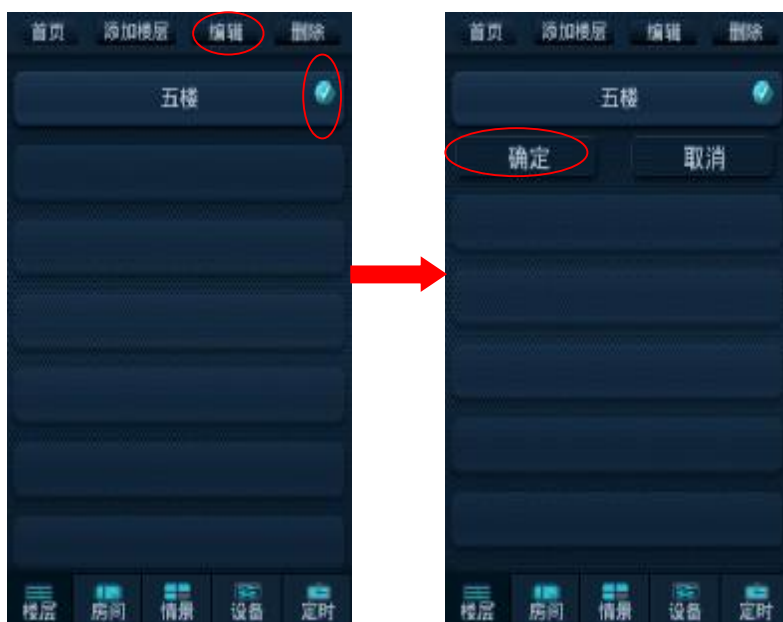 首页 添加楼层 编辑 删除
五楼
楼层 房间 情景 设备 定时
首页 添加楼层 编辑 删除
五楼
确定 取消
楼层 房间 情景 设备 定时